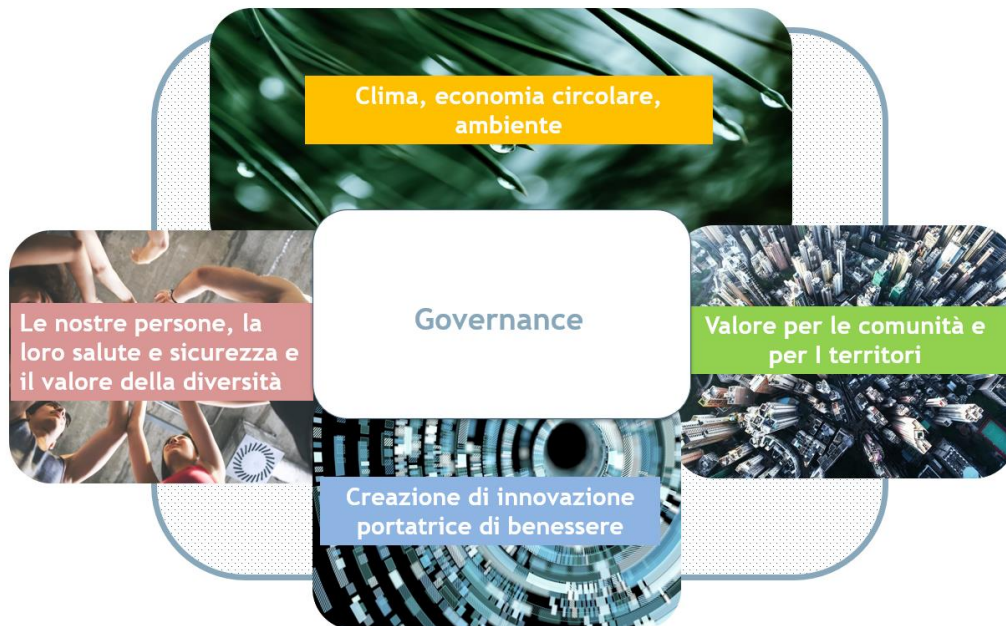 Clima, economia circolare,
ambiente
Le nostre persone, la
loro salute e sicurezza e
il valore della diversità
Governance
Valore per le comunità e
per I territori
Creazione di innovazione
portatrice di benessere